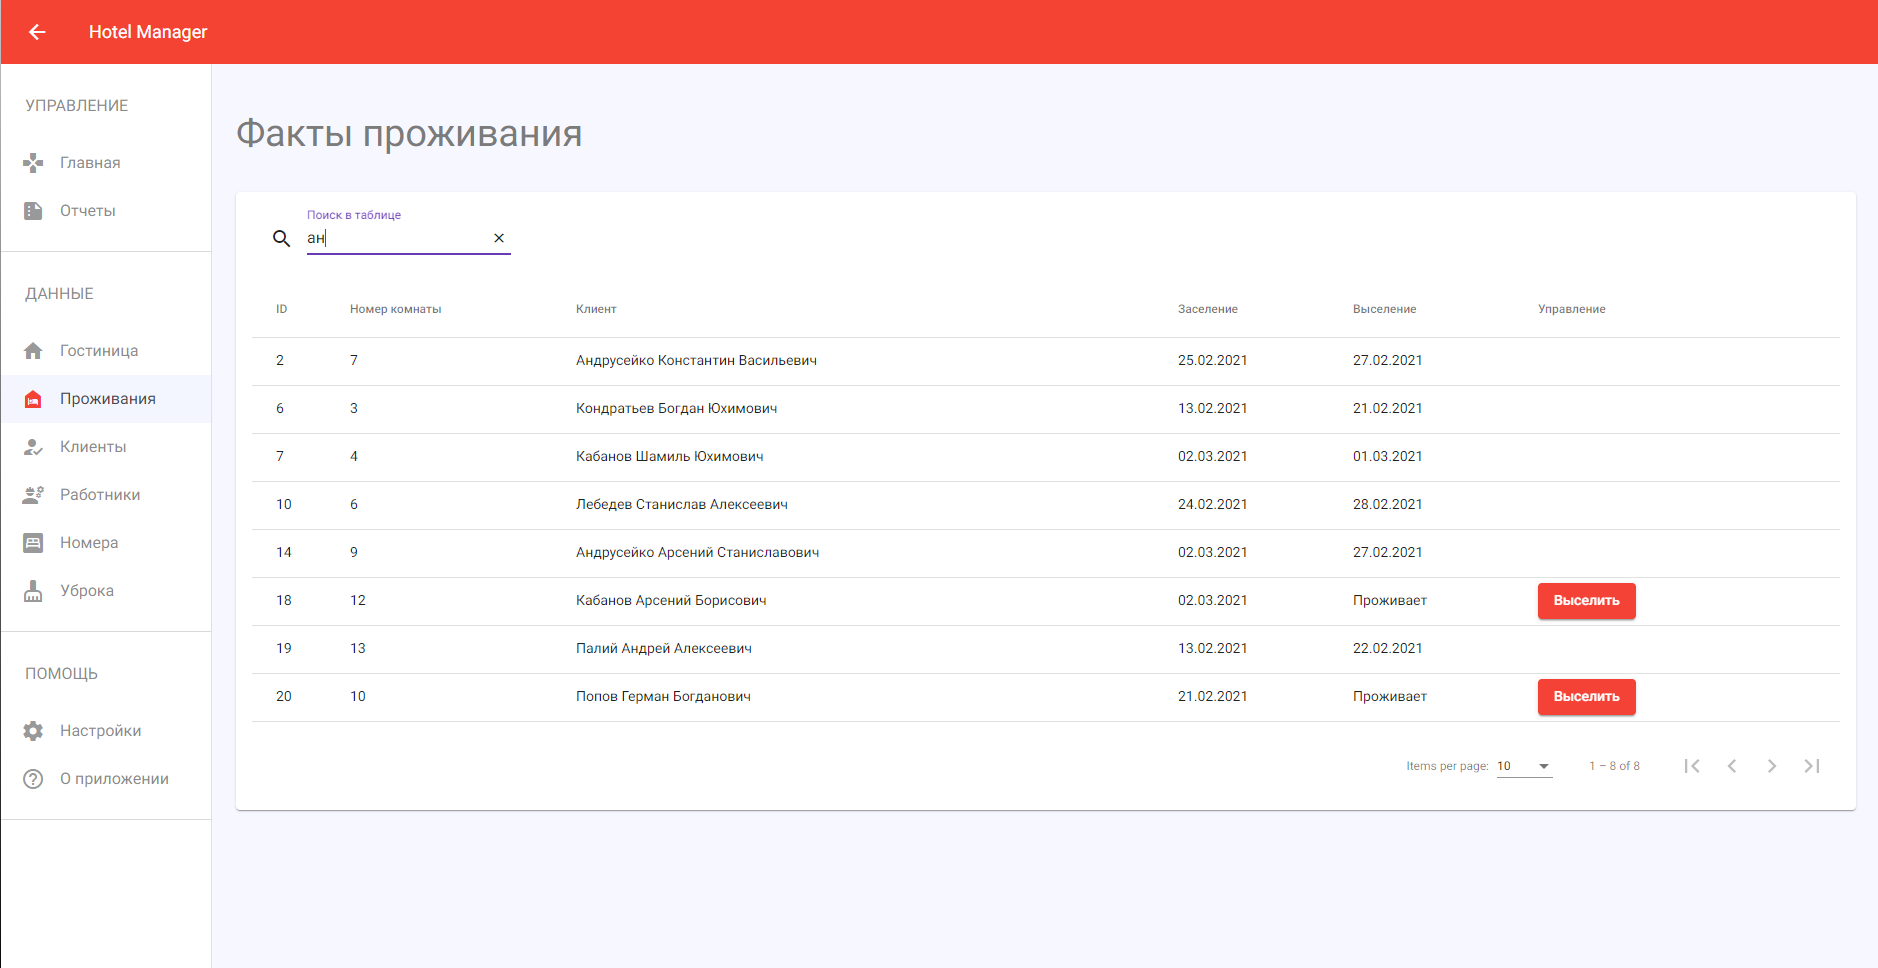 Hotel Manager
УПРАВЛЕНИЕ
Главная
Отчеты
ДАННЫЕ
Гостиница
Проживания
Клиенты
Работники
Номера
Уброка
ПОМОЩЬ
Настройки
О приложении
Факты проживания
Поиск в таблице
ан
ID Номер комнаты Клиент Заселение Выселение Управление
2 7 Андрусейко Константин Васильевич 25.02.2021 27.02.2021
6 3 Кондратьев Богдан Юхимович 13.02.2021 21.02.2021
7 4 Кабанов Шамиль Юхимович 02.03.2021 01.03.2021
10 6 Лебедев Станислав Алексеевич 24.02.2021 28.02.2021
14 9 Андрусейко Арсений Станиславович 02.03.2021 27.02.2021
18 12 Кабанов Арсений Борисович 02.03.2021 Проживает Выселить
19 13 Палий Андрей Алексеевич 13.02.2021 22.02.2021
20 10 Попов Герман Богданович 21.02.2021 Проживает Выселить
Items per page: 10 1 – 8 of 8